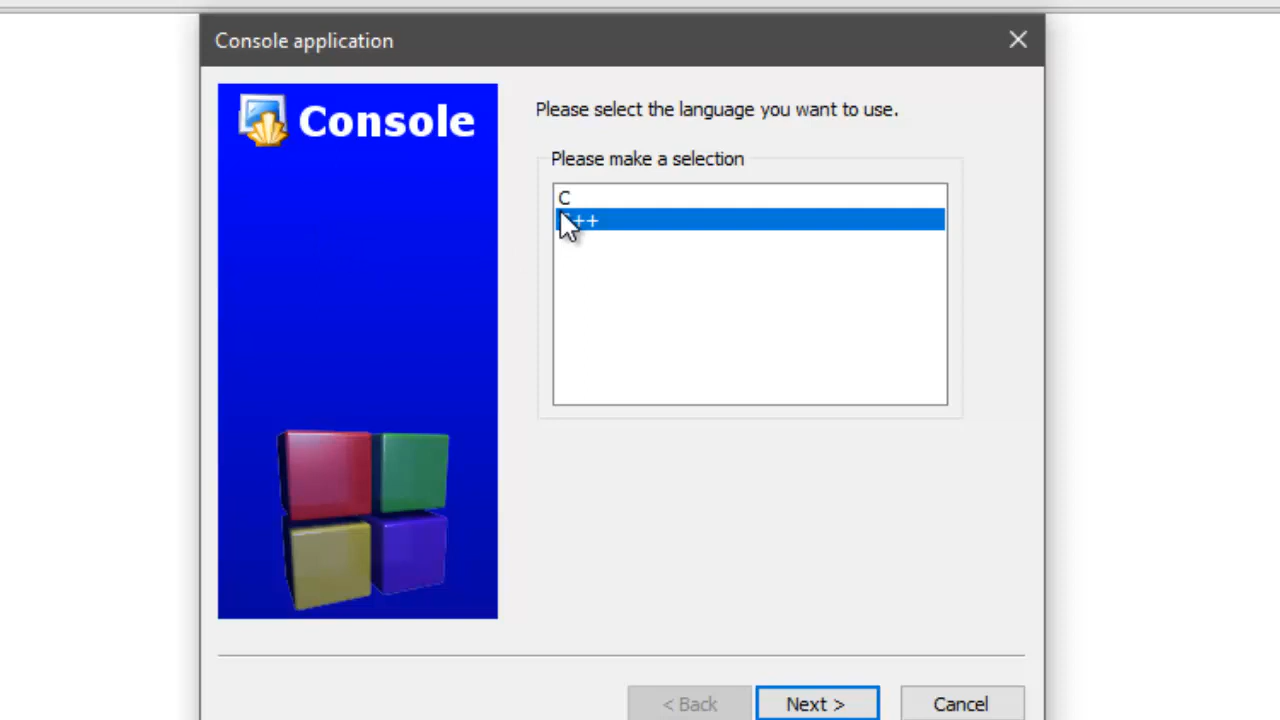 Console application
Console
Please select the language you want to use.
Please make a selection
C
++
< Back
Next >
Cancel